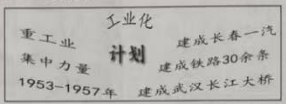 工业化
重工业
集中力量
1953-1957年
计划
建成长春一汽
建成铁路30余条
建成武汉长江大桥